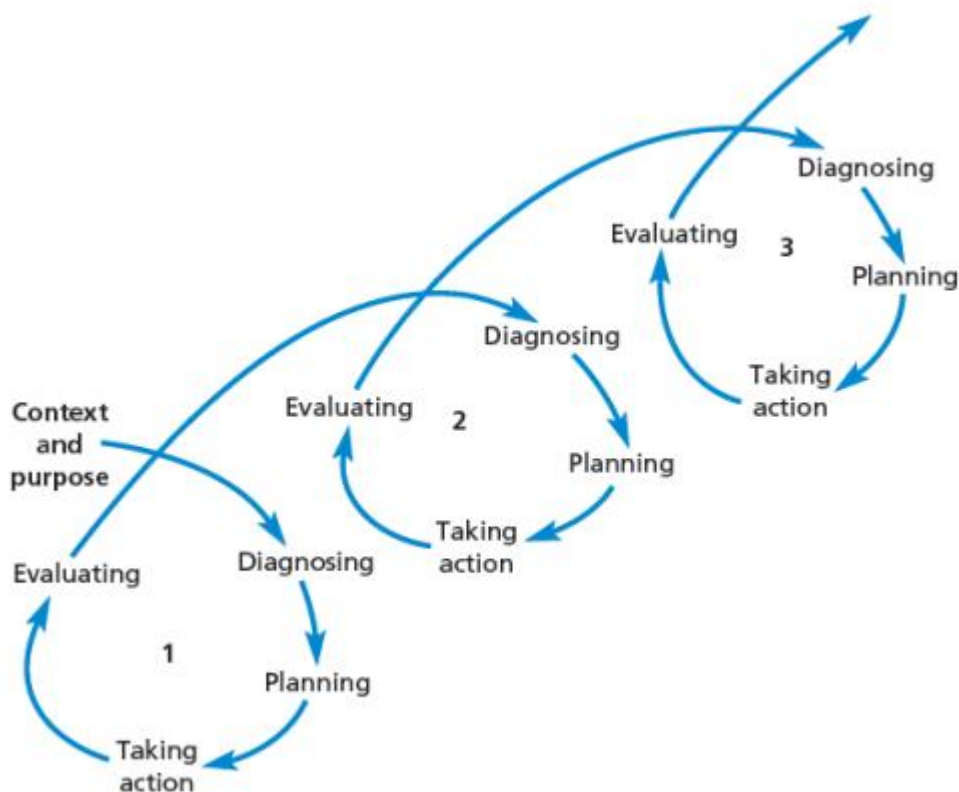 Context
and
purpose
Evaluating
Diagnosing
1
Planning
Taking
action
Diagnosing
Evaluating
2
Planning
Taking
action
Diagnosing
Evaluating
3
Planning
Taking
action